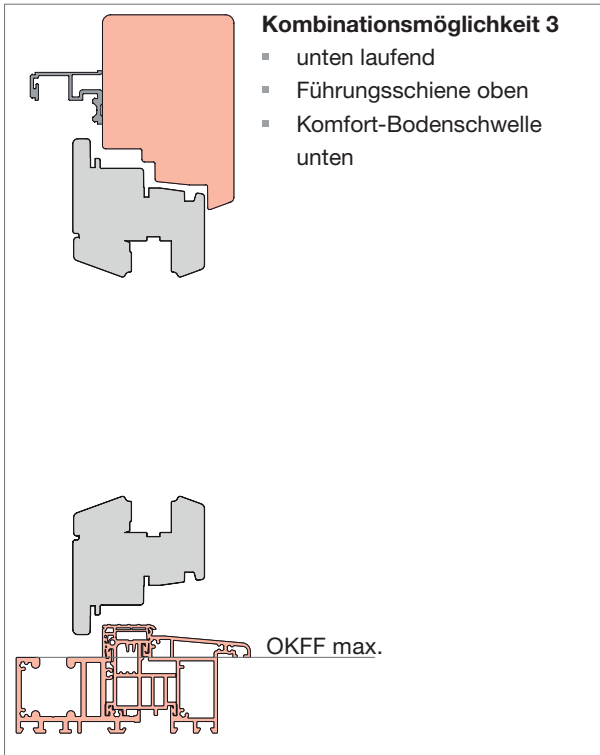 Kombinationsmöglichkeit 3
unten laufend
Führungsschiene oben
Komfort-Bodenschwelle
unten
OKFF max.